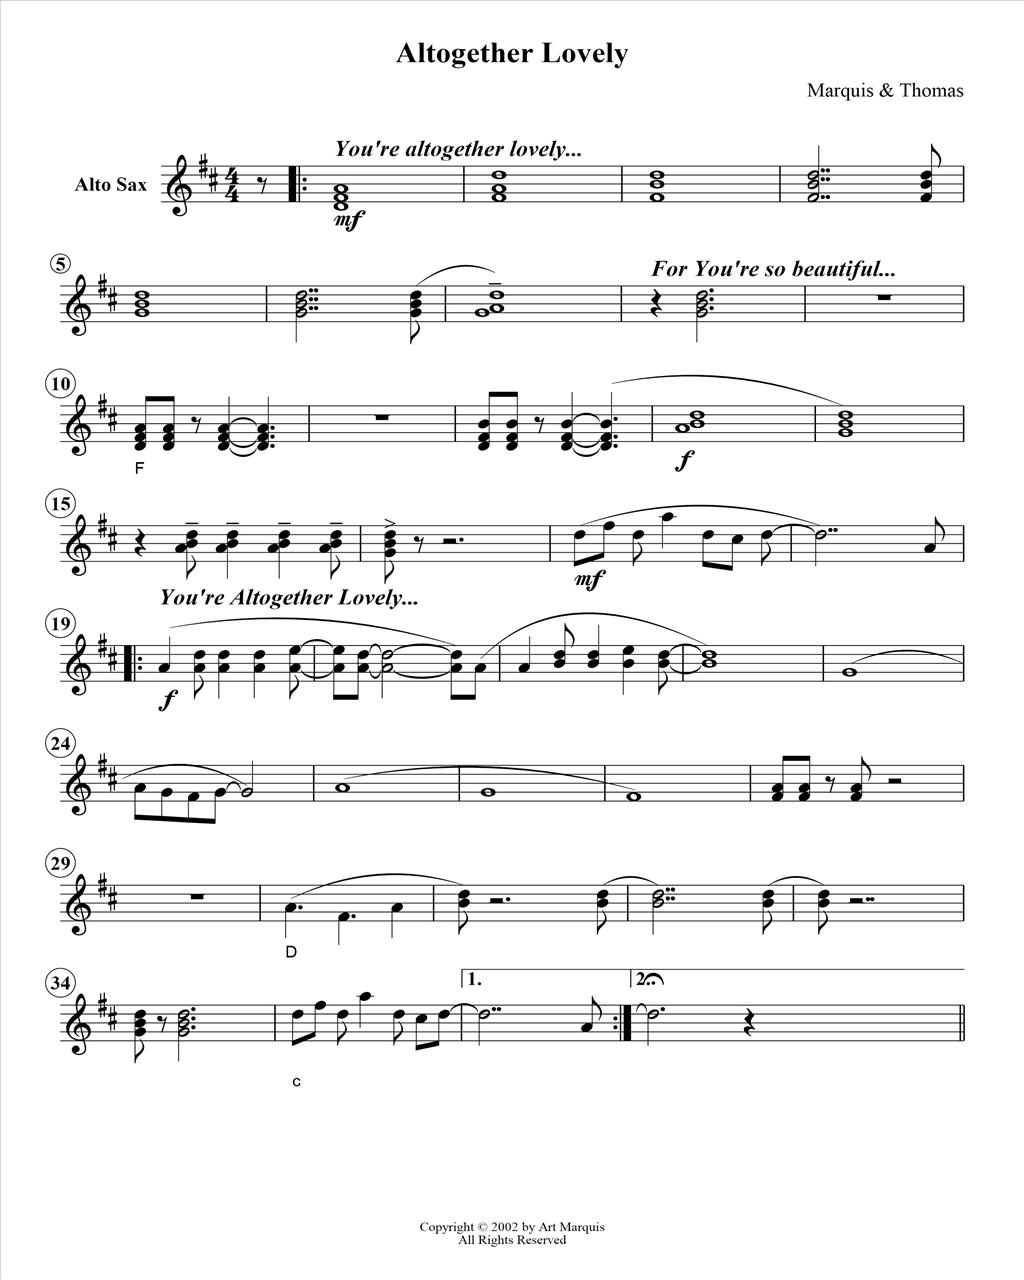 Altogether Lovely
Marquis & Thomas
You're altogether lovely...
Alto Sax
4
4
mf
5
For You're so beautiful...
10
F
f
15
mf
You're Altogether Lovely...
19
f
24
29
D
34
1.
2.
c
Copyright © 2002 by Art Marquis
All Rights Reserved